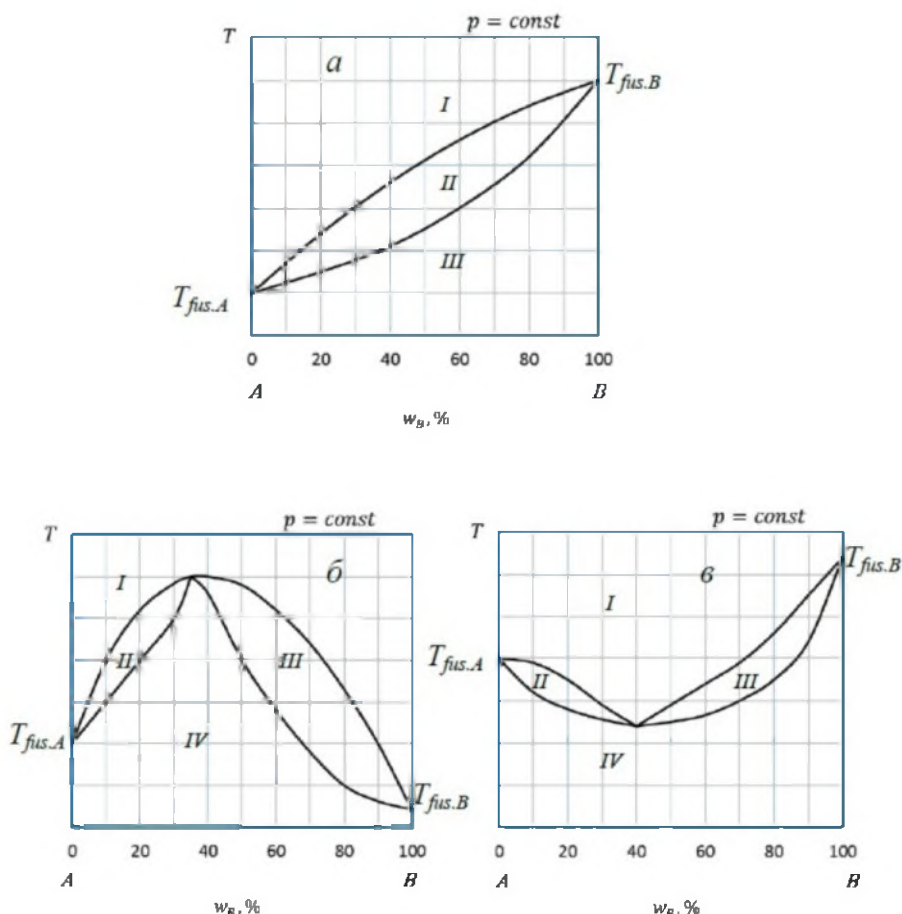 p = const
T
a
T_fus.B
I
II
III
T_fus.A
0 20 40 60 80 100
A B
w_B, %
p = const
T
б
I
II
III
T_fus.A
IV
T_fus.B
0 20 40 60 80 100
A B
w_B, %
p = const
T
в
T_fus.B
I
T_fus.A
II
III
IV
0 20 40 60 80 100
A B
w_B, %